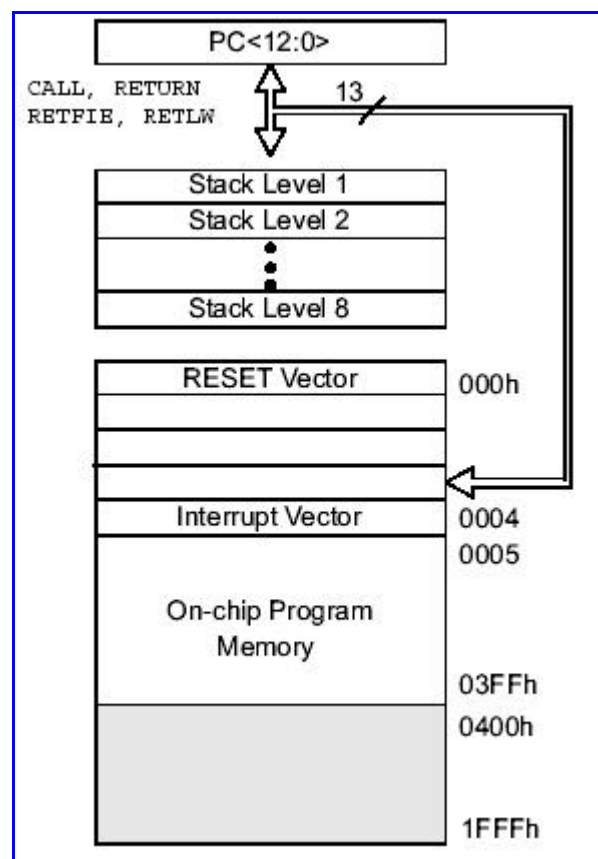 PC<12:0>
CALL, RETURN
RETFIE, RETLW
13
Stack Level 1
Stack Level 2
Stack Level 8
RESET Vector
000h
Interrupt Vector
0004
0005
On-chip Program
Memory
03FFh
0400h
1FFFh